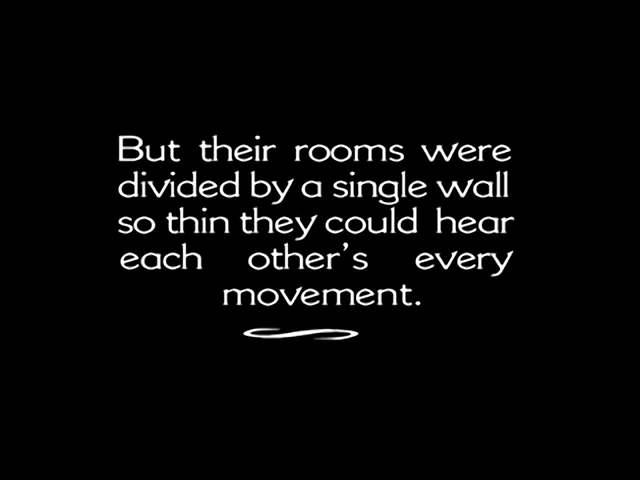 But their rooms were
divided by a single wall
so thin they could hear
each other's every
movement.